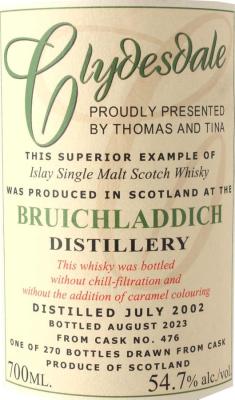 Clydesdale
PROUDLY PRESENTED
BY THOMAS AND TINA
THIS SUPERIOR EXAMPLE OF
Islay Single Malt Scotch Whisky
WAS PRODUCED IN SCOTLAND AT THE
BRUICHLADDICH
DISTILLERY
This whisky was bottled
without chill-filtration and
without the addition of caramel colouring
DISTILLED JULY 2002
BOTTLED AUGUST 2023
FROM CASK NO. 476
ONE OF 270 BOTTLES DRAWN FROM CASK
PRODUCE OF SCOTLAND
700ML. 54.7% alc./vol.